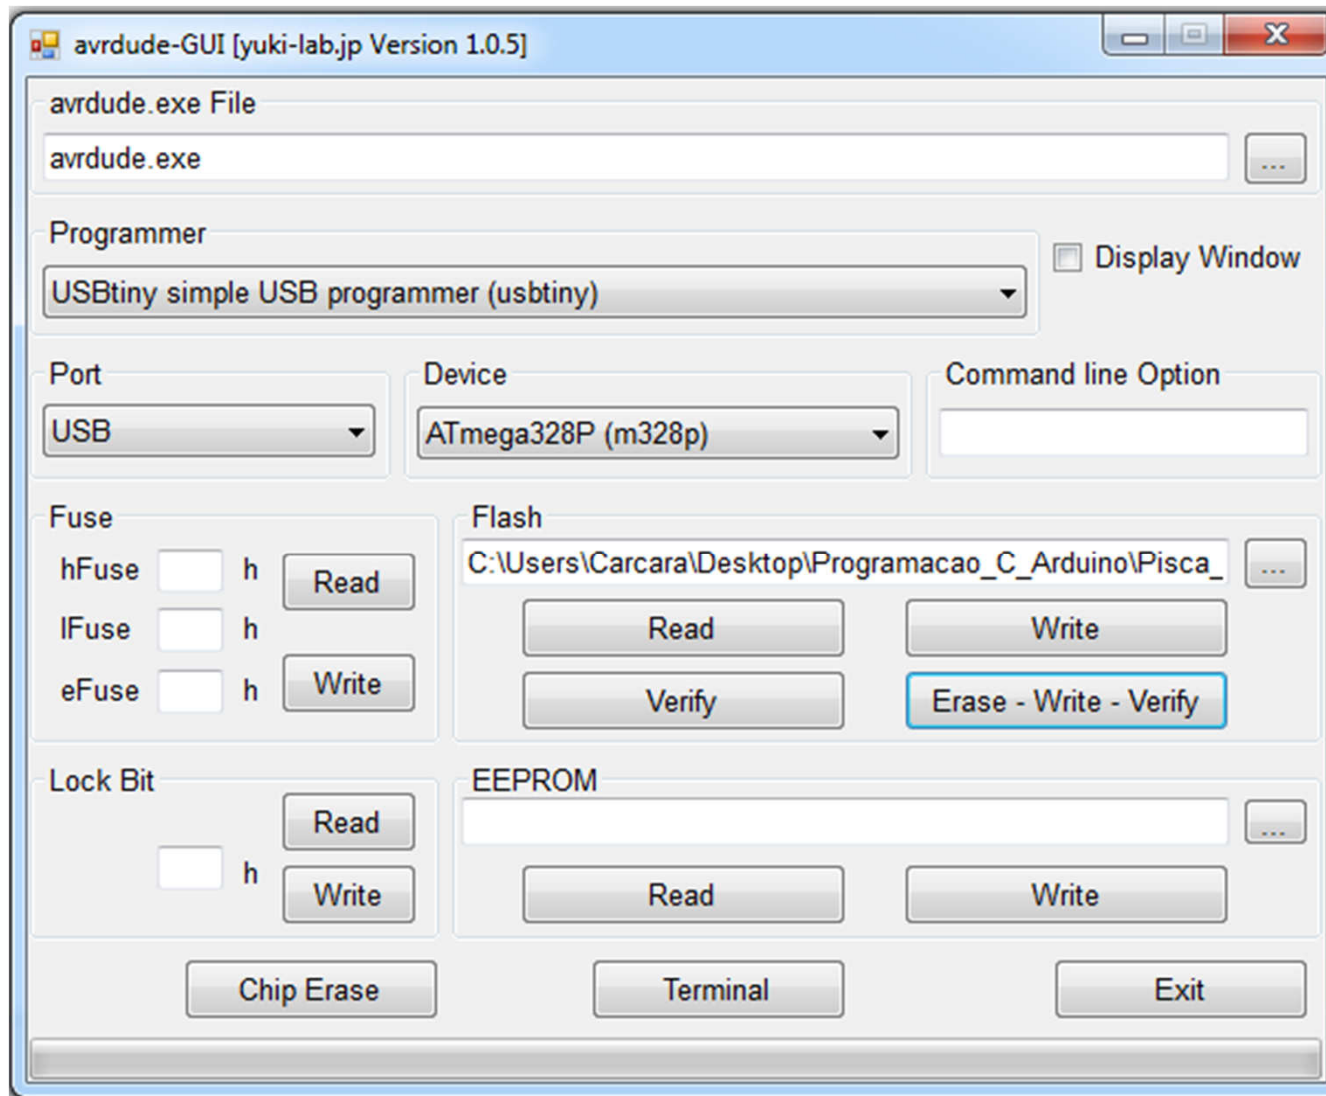 avrdude-GUI [yuki-lab.jp Version 1.0.5]
avrdude.exe File
avrdude.exe
...
Programmer
USBtiny simple USB programmer (usbtiny)
Display Window
Port
USB
Device
ATmega328P (m328p)
Command line Option
Fuse
hFuse h
Read
lFuse h
eFuse h
Write
Flash
C:\Users\Carcara\Desktop\Programacao_C_Arduino\Pisca_
...
Read Write
Verify Erase - Write - Verify
Lock Bit
Read
h
Write
EEPROM
...
Read Write
Chip Erase Terminal Exit